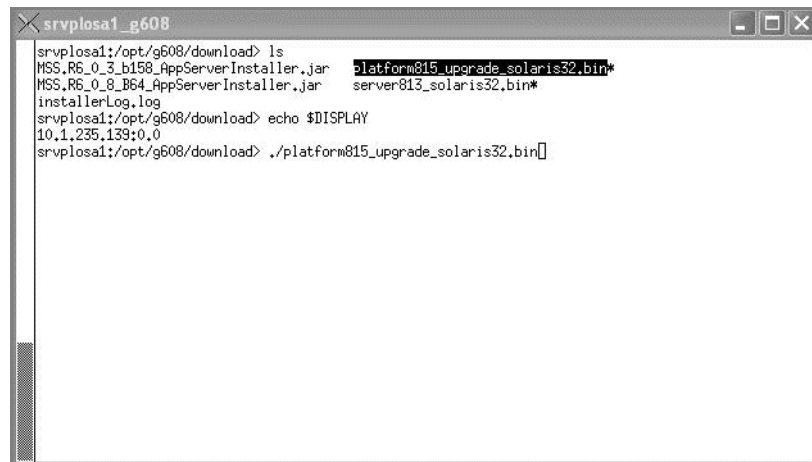 srvplosa1_g608
srvplosa1:/opt/g608/download> ls
MSS.R6_0_3_b158_AppServerInstaller.jar platform815_upgrade_solaris32.bin*
MSS.R6_0_8_B64_AppServerInstaller.jar server813_solaris32.bin*
installerLog.log
srvplosa1:/opt/g608/download> echo $DISPLAY
10.1.235.139:0.0
srvplosa1:/opt/g608/download> ./platform815_upgrade_solaris32.bin